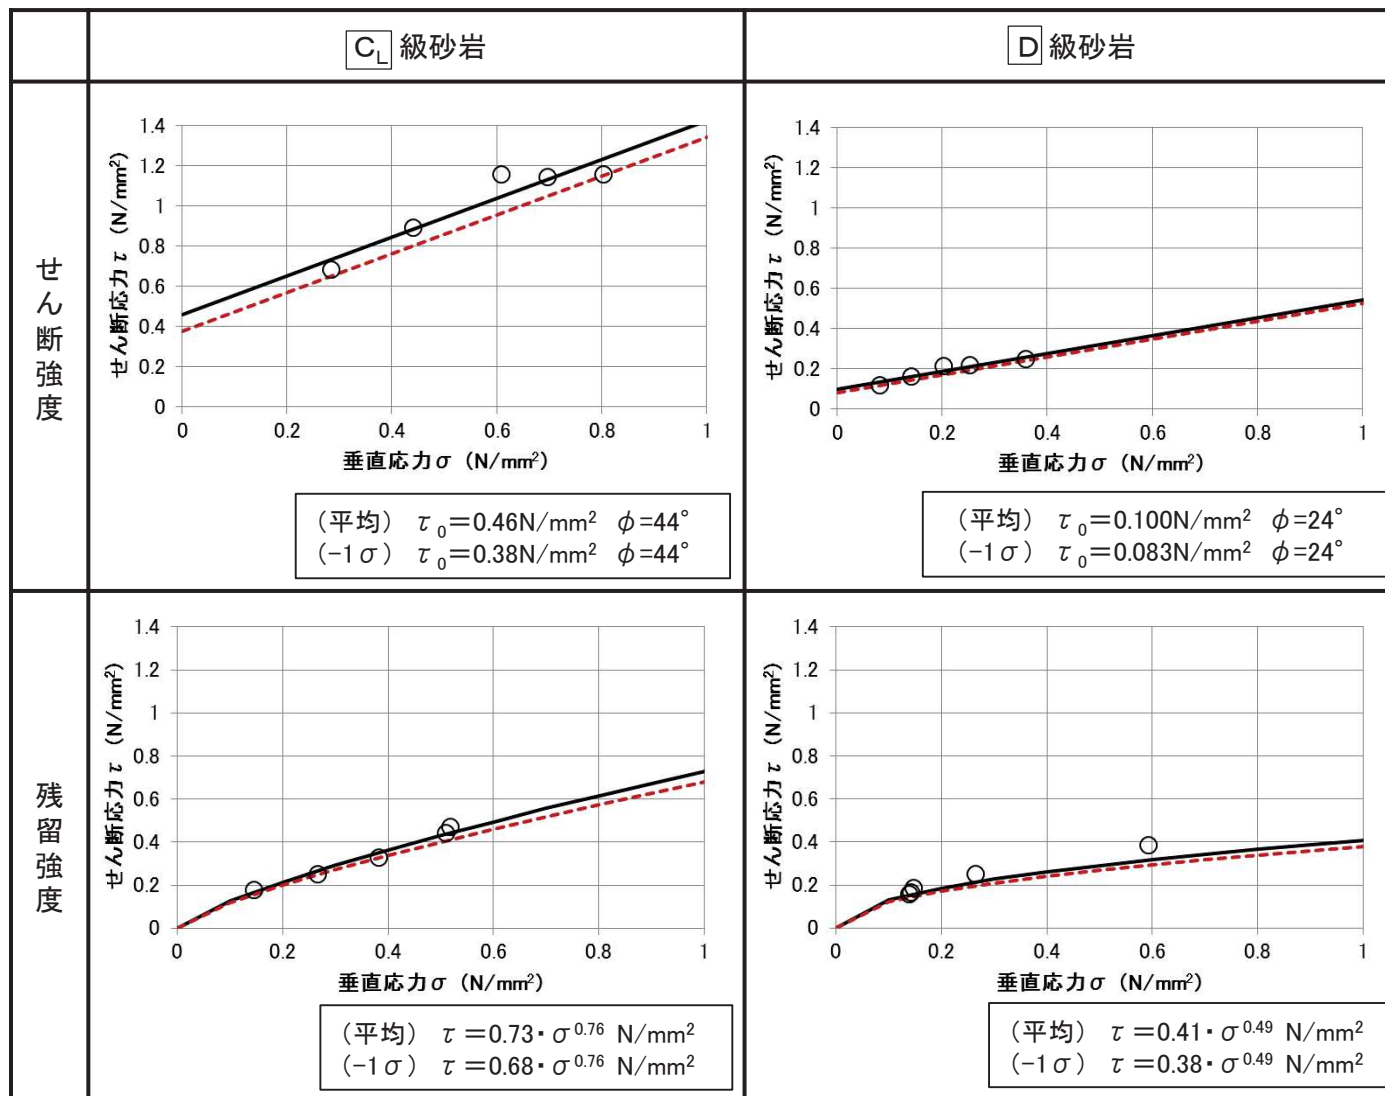 CL 級砂岩
D 級砂岩
せん断強度
せん断応力τ (N/mm²)
1.4
1.2
1
0.8
0.6
0.4
0.2
0
0 0.2 0.4 0.6 0.8 1
垂直応力σ (N/mm²)
(平均) τ0=0.46N/mm² φ=44°
(-1σ) τ0=0.38N/mm² φ=44°
せん断応力τ (N/mm²)
1.4
1.2
1
0.8
0.6
0.4
0.2
0
0 0.2 0.4 0.6 0.8 1
垂直応力σ (N/mm²)
(平均) τ0=0.100N/mm² φ=24°
(-1σ) τ0=0.083N/mm² φ=24°
残留強度
せん断応力τ (N/mm²)
1.4
1.2
1
0.8
0.6
0.4
0.2
0
0 0.2 0.4 0.6 0.8 1
垂直応力σ (N/mm²)
(平均) τ=0.73・σ^0.76 N/mm²
(-1σ) τ=0.68・σ^0.76 N/mm²
せん断応力τ (N/mm²)
1.4
1.2
1
0.8
0.6
0.4
0.2
0
0 0.2 0.4 0.6 0.8 1
垂直応力σ (N/mm²)
(平均) τ=0.41・σ^0.49 N/mm²
(-1σ) τ=0.38・σ^0.49 N/mm²